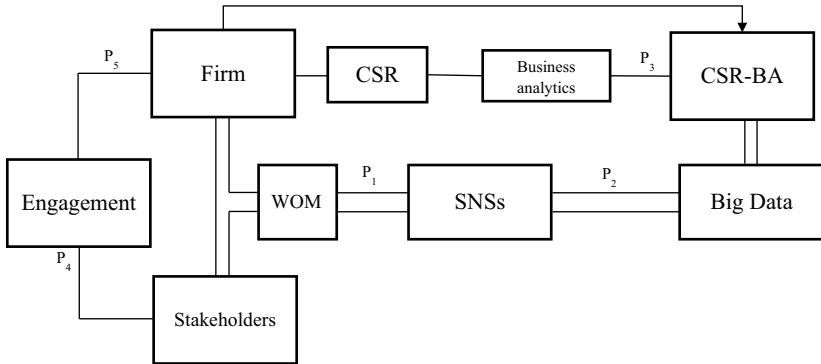 P5
Firm
CSR
Business
analytics
P3
CSR-BA
Engagement
WOM
P1
SNSs
P2
Big Data
P4
Stakeholders